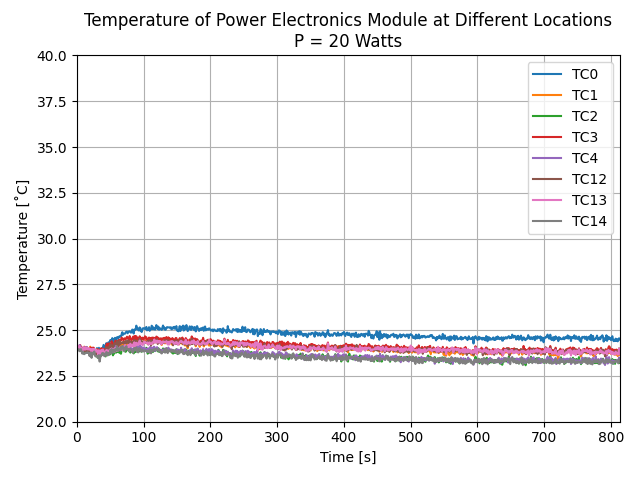 Temperature of Power Electronics Module at Different Locations
P = 20 Watts
Temperature [˚C]
40.0
37.5
35.0
32.5
30.0
27.5
25.0
22.5
20.0
TC0
TC1
TC2
TC3
TC4
TC12
TC13
TC14
0 100 200 300 400 500 600 700 800
Time [s]